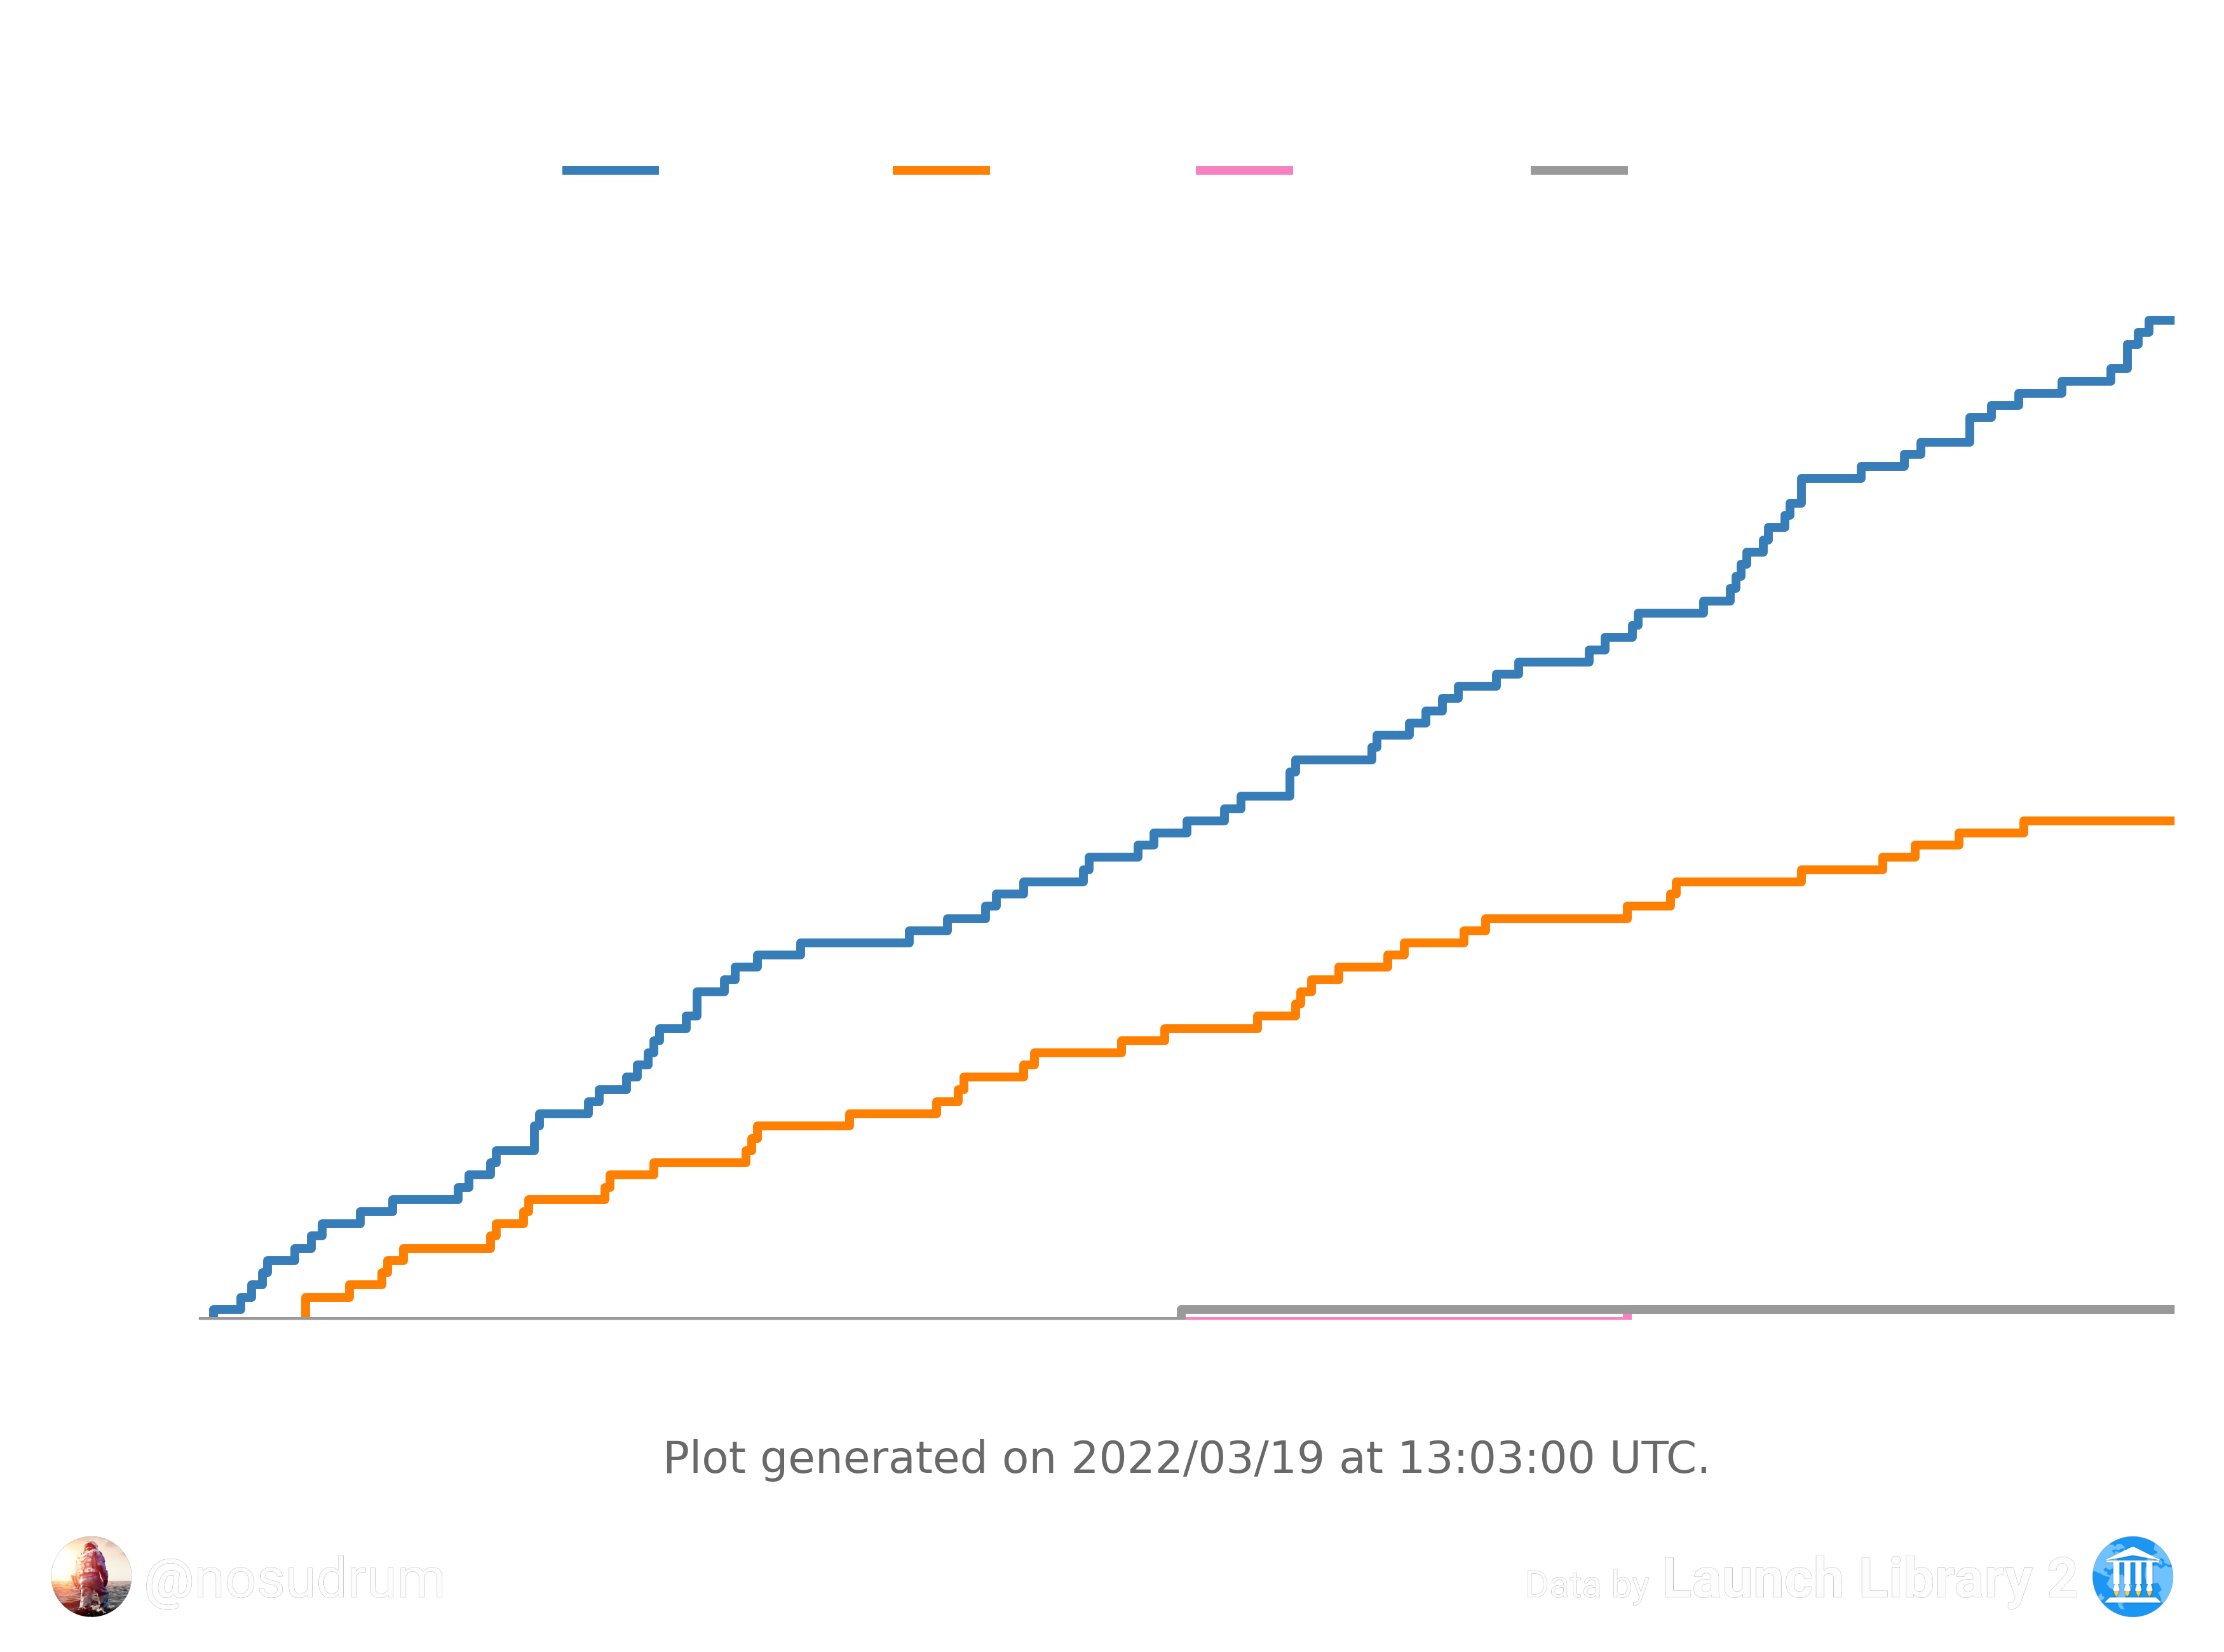 Plot generated on 2022/03/19 at 13:03:00 UTC.
@nosudrum
Data by Launch Library 2